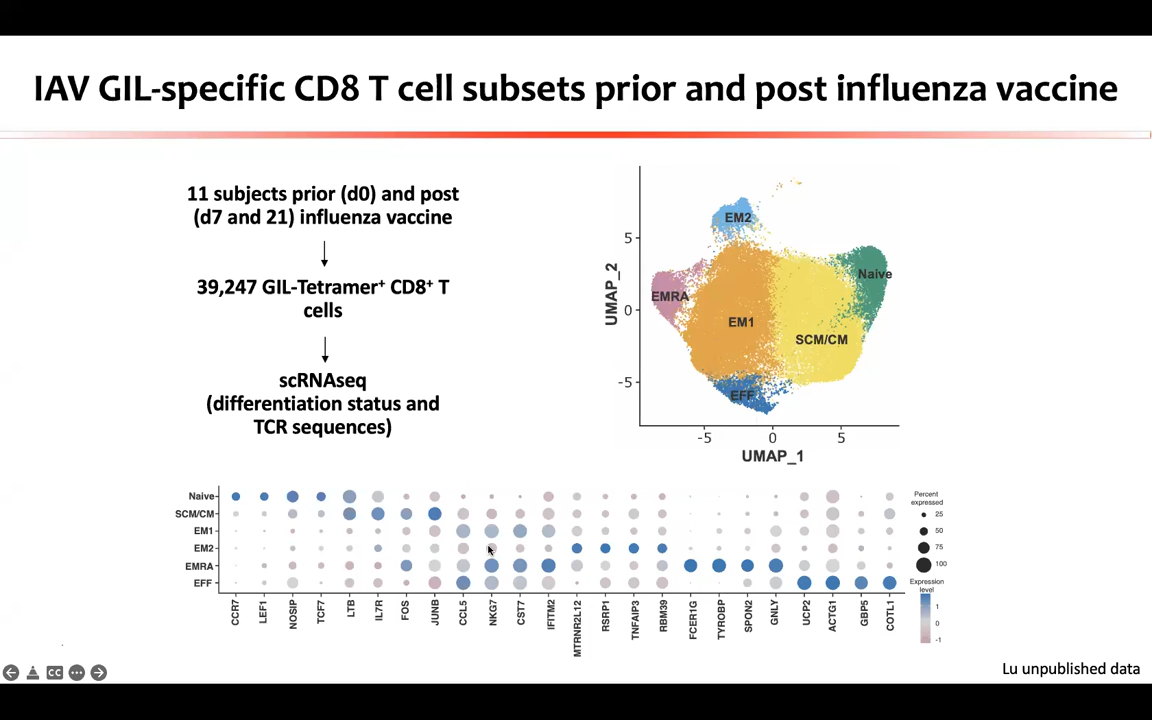 IAV GIL-specific CD8 T cell subsets prior and post influenza vaccine
11 subjects prior (d0) and post
(d7 and 21) influenza vaccine
39,247 GIL-Tetramer⁺ CD8⁺ T
cells
scRNAseq
(differentiation status and
TCR sequences)
UMAP_2
5
0
-5
EM2
Naive
EMRA
EM1
SCM/CM
EFF
-5
0
5
UMAP_1
Naive
SCM/CM
EM1
EM2
EMRA
EFF
CCR7
LEF1
NOSIP
TCF7
LTB
IL7R
FOS
JUNB
CCL5
NKG7
CST7
IFITM2
MTRNR2L12
RSRP1
TNFAIP3
RBM39
FCER1G
TYROBP
SPON2
GNLY
UCP2
ACTG1
GBP5
COTL1
Percent
expressed
25
50
75
100
Expression
level
1
0
-1
CC
Lu unpublished data